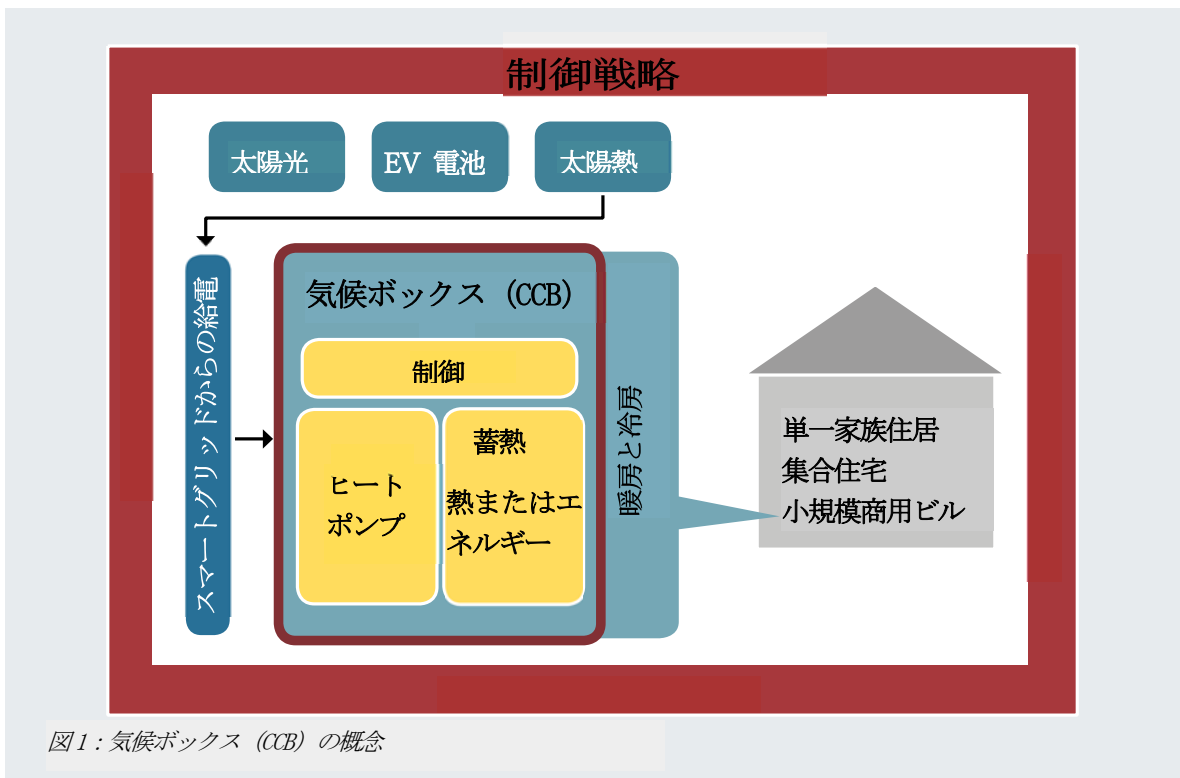 制御戦略
太陽光
EV 電池
太陽熱
スマートグリッドからの給電
気候ボックス (CCB)
制御
ヒート
ポンプ
蓄熱
熱またはエ
ネルギー
暖房と冷房
単一家族住居
集合住宅
小規模商用ビル
図1:気候ボックス (CCB) の概念